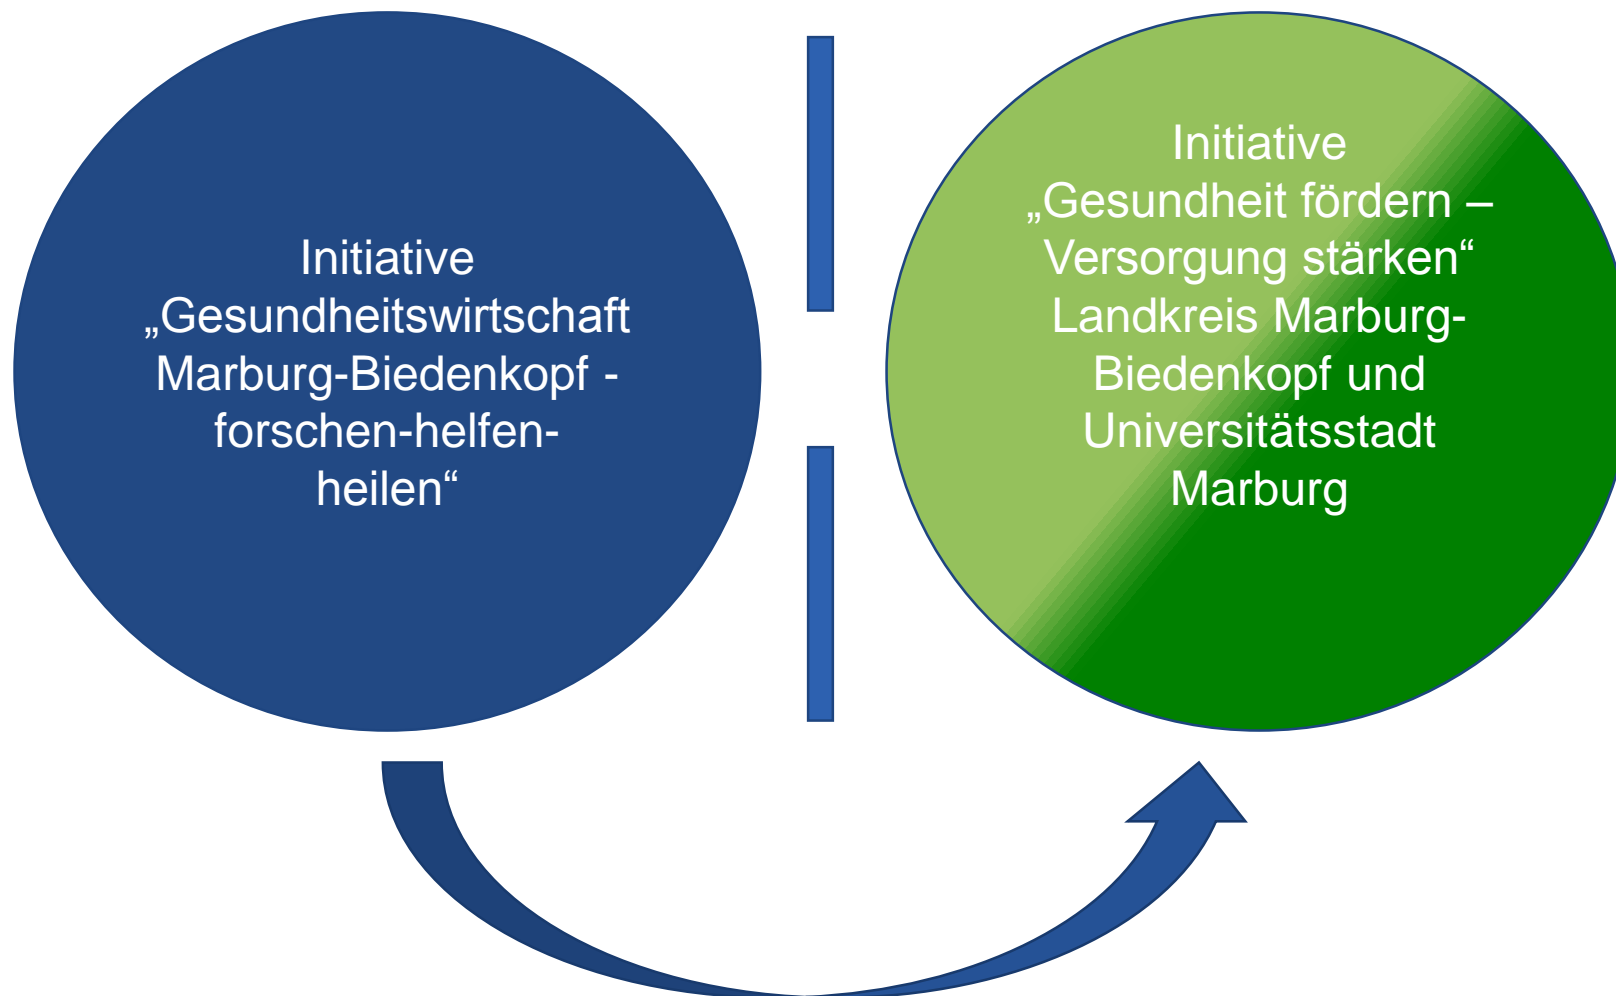 Initiative
„Gesundheitswirtschaft
Marburg-Biedenkopf -
forschen-helfen-
heilen“
Initiative
„Gesundheit fördern –
Versorgung stärken“
Landkreis Marburg-
Biedenkopf und
Universitätsstadt
Marburg